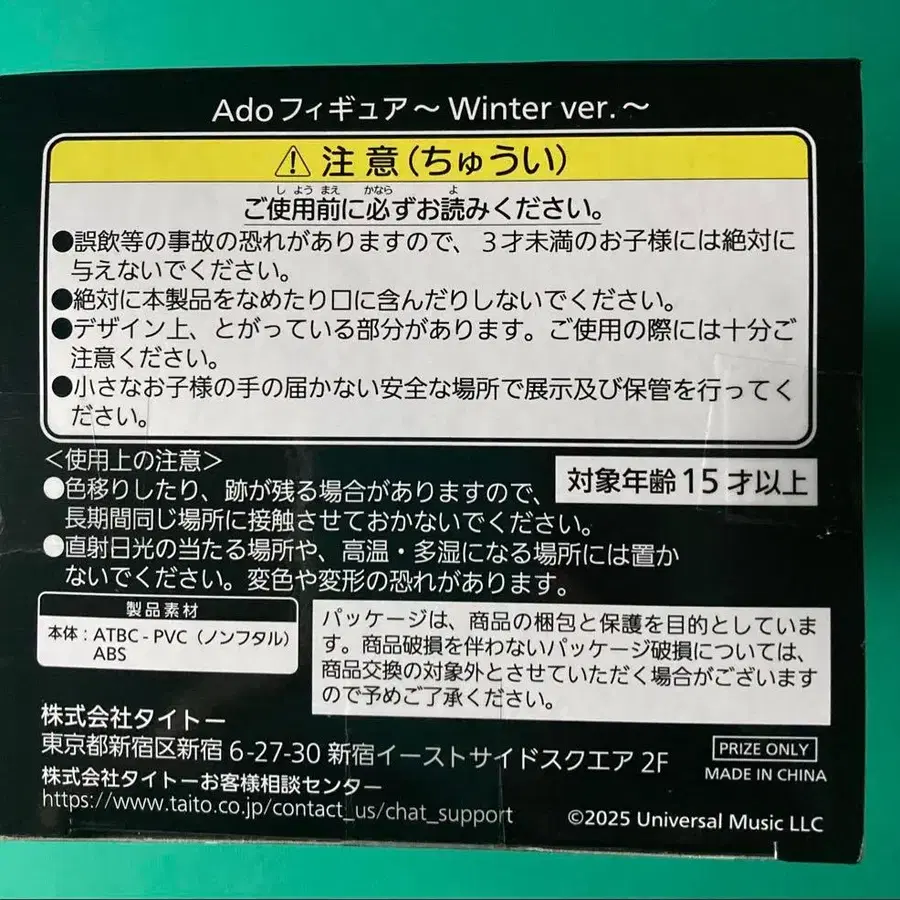 Adoフィギュア～Winter ver.～
⚠注意(ちゅうい)
しようまえ かなら よ
ご使用前に必ずお読みください。
●誤飲等の事故の恐れがありますので、３才未満のお子様には絶対に
与えないでください。
●絶対に本製品をなめたり口に含んだりしないでください。
●デザイン上、とがっている部分があります。ご使用の際には十分ご
注意ください。
●小さなお子様の手の届かない安全な場所で展示及び保管を行ってく
ださい。
＜使用上の注意＞
●色移りしたり、跡が残る場合がありますので、
長期間同じ場所に接触させておかないでください。
●直射日光の当たる場所や、高温・多湿になる場所には置か
ないでください。変色や変形の恐れがあります。
対象年齢15才以上
製品素材
本体：ATBC-PVC（ノンフタル）
ABS
パッケージは、商品の梱包と保護を目的としていま
す。商品破損を伴わないパッケージ破損については、
商品交換の対象外とさせていただく場合がございます
ので予めご了承ください。
株式会社タイトー
東京都新宿区新宿6-27-30 新宿イーストサイドスクエア 2F
株式会社タイトーお客様相談センター
https://www.taito.co.jp/contact_us/chat_support
PRIZE ONLY
MADE IN CHINA
©2025 Universal Music LLC